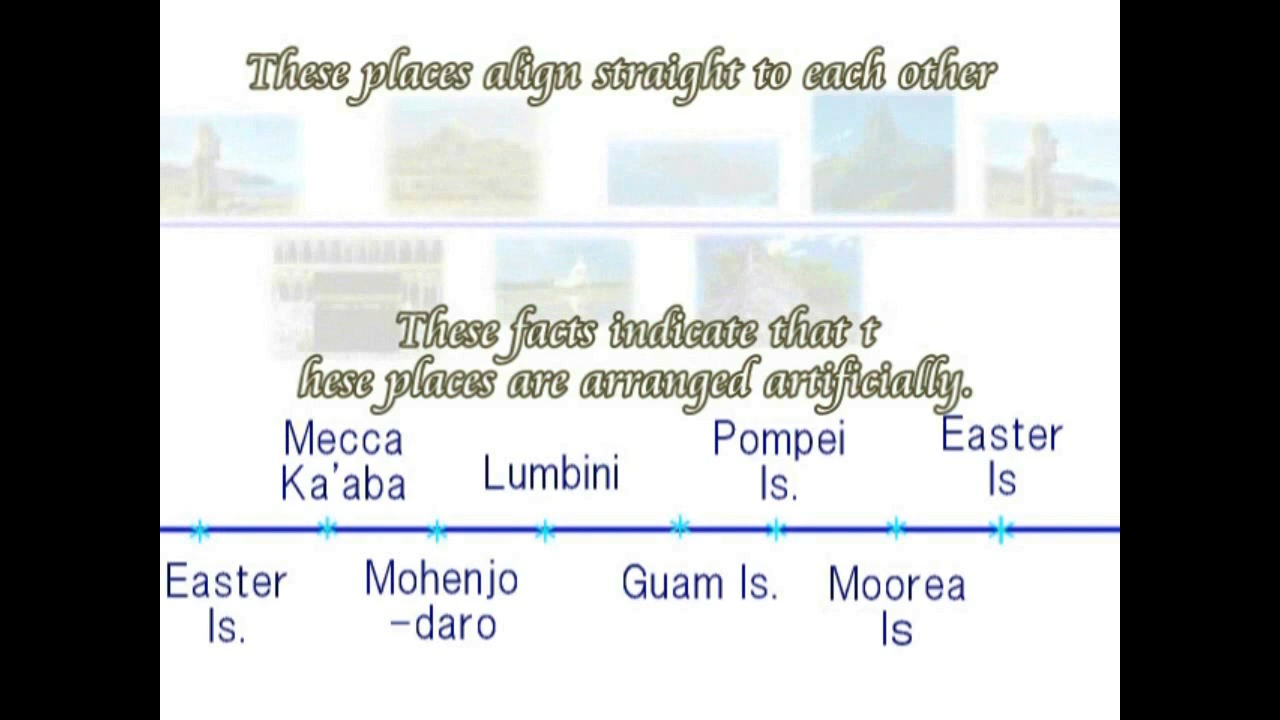 These places align straight to each other
These facts indicate that t
hese places are arranged artificially.
Mecca
Ka'aba
Lumbini
Pompei
Is.
Easter
Is
Easter
Is.
Mohenjo
-daro
Guam Is.
Moorea
Is